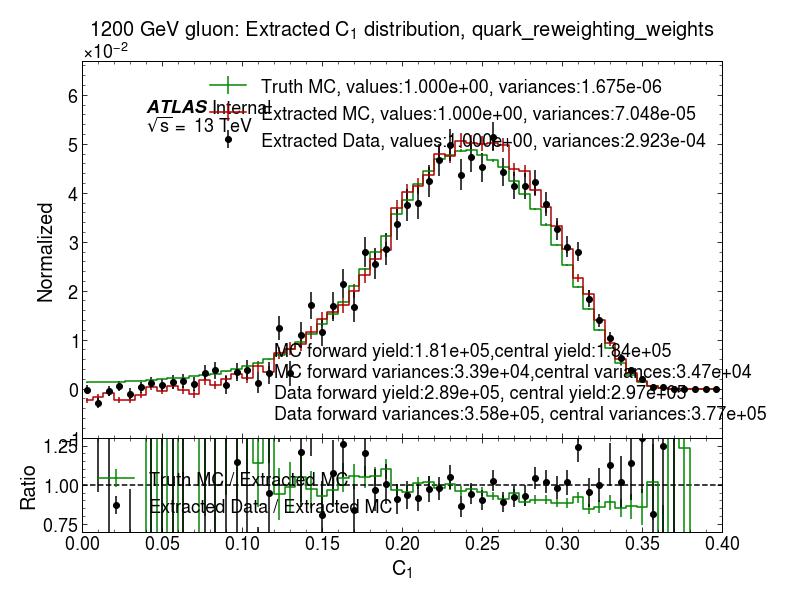 1200 GeV gluon: Extracted C₁ distribution, quark_reweighting_weights
×10⁻²
Truth MC, values:1.000e+00, variances:1.675e-06
ATLAS Internal
Extracted MC, values:1.000e+00, variances:7.048e-05
√s = 13 TeV
Extracted Data, values:1.000e+00, variances:2.923e-04
6
5
4
3
2
1
0
−1
Normalized
MC forward yield:1.81e+05,central yield:1.84e+05
MC forward variances:3.39e+04,central variances:3.47e+04
Data forward yield:2.89e+05, central yield:2.97e+05
Data forward variances:3.58e+05, central variances:3.77e+05
1.25
1.00
0.75
Ratio
Truth MC / Extracted MC
Extracted Data / Extracted MC
0.00 0.05 0.10 0.15 0.20 0.25 0.30 0.35 0.40
C₁